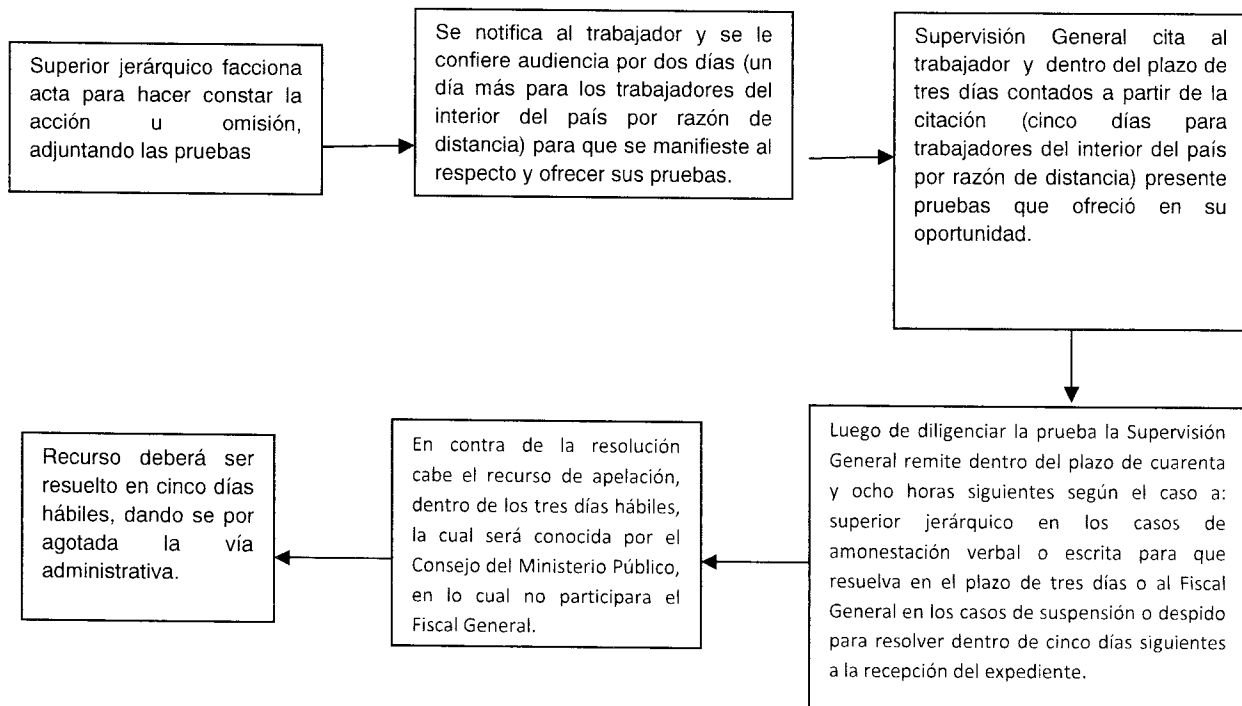 Superior jerárquico facciona
acta para hacer constar la
acción u omisión,
adjuntando las pruebas
Se notifica al trabajador y se le
confiere audiencia por dos días (un
día más para los trabajadores del
interior del país por razón de
distancia) para que se manifieste al
respecto y ofrecer sus pruebas.
Supervisión General cita al
trabajador y dentro del plazo de
tres días contados a partir de la
citación (cinco días para
trabajadores del interior del país
por razón de distancia) presente
pruebas que ofreció en su
oportunidad.
Luego de diligenciar la prueba la Supervisión
General remite dentro del plazo de cuarenta
y ocho horas siguientes según el caso a:
superior jerárquico en los casos de
amonestación verbal o escrita para que
resuelva en el plazo de tres días o al Fiscal
General en los casos de suspensión o despido
para resolver dentro de cinco días siguientes
a la recepción del expediente.
En contra de la resolución
cabe el recurso de apelación,
dentro de los tres días hábiles,
la cual será conocida por el
Consejo del Ministerio Público,
en lo cual no participara el
Fiscal General.
Recurso deberá ser
resuelto en cinco días
hábiles, dando se por
agotada la vía
administrativa.